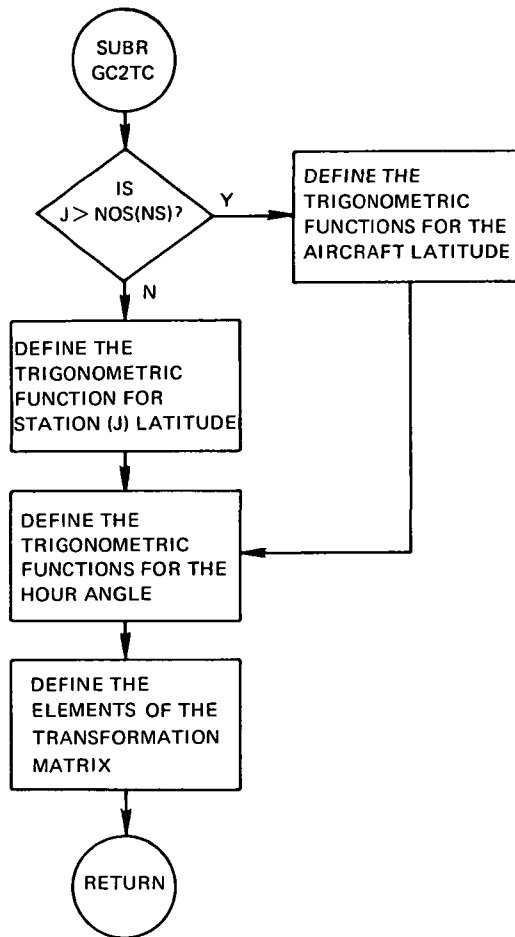 SUBR
GC2TC
IS
J > NOS(NS)?
Y
DEFINE THE
TRIGONOMETRIC
FUNCTIONS FOR THE
AIRCRAFT LATITUDE
N
DEFINE THE
TRIGONOMETRIC
FUNCTION FOR
STATION (J) LATITUDE
DEFINE THE
TRIGONOMETRIC
FUNCTIONS FOR THE
HOUR ANGLE
DEFINE THE
ELEMENTS OF THE
TRANSFORMATION
MATRIX
RETURN